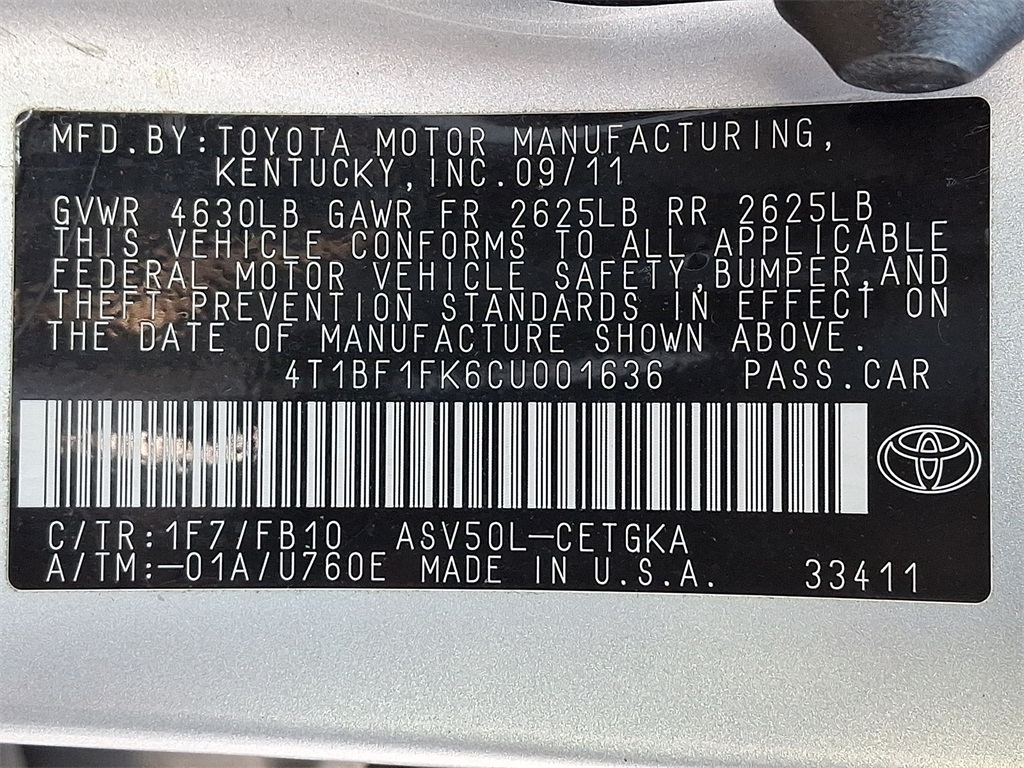 MFD.BY:TOYOTA MOTOR MANUFACTURING,
KENTUCKY,INC.09/11
GVWR 4630LB GAWR FR 2625LB RR 2625LB
THIS VEHICLE CONFORMS TO ALL APPLICABLE
FEDERAL MOTOR VEHICLE SAFETY,BUMPER,AND
THEFT PREVENTION STANDARDS IN EFFECT ON
THE DATE OF MANUFACTURE SHOWN ABOVE.
4T1BF1FK6CU001636 PASS.CAR
C/TR:1F7/FB10 ASV50L-CETGKA
A/TM:-01A/U760E MADE IN U.S.A. 33411